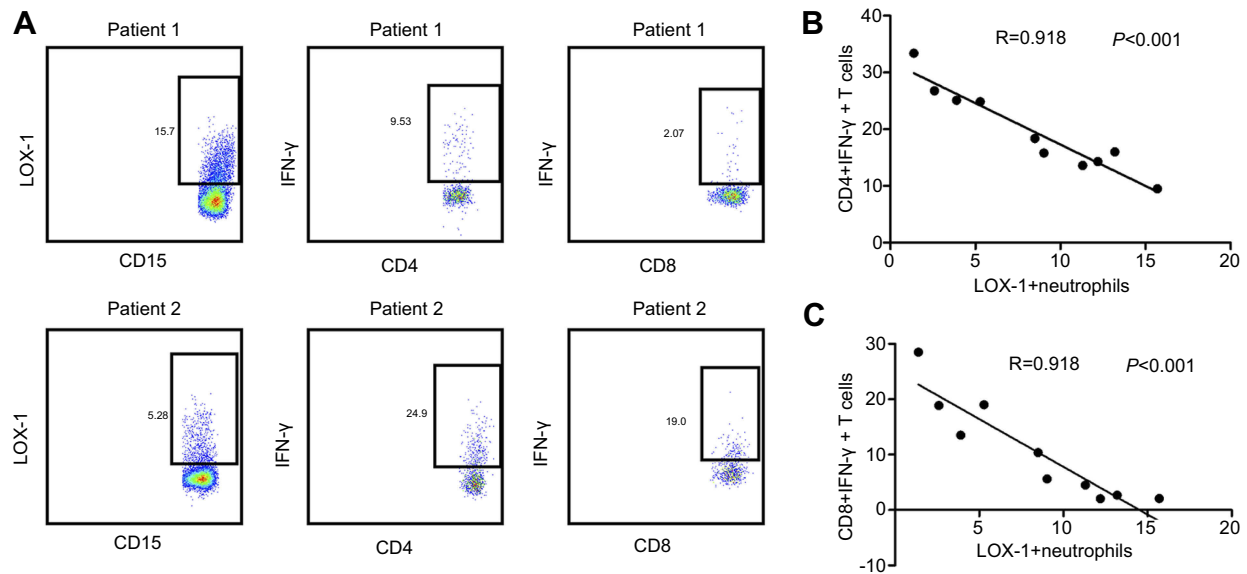 A
Patient 1
Patient 1
Patient 1
LOX-1
15.7
CD15
IFN-γ
9.53
CD4
IFN-γ
2.07
CD8
Patient 2
Patient 2
Patient 2
LOX-1
5.28
CD15
IFN-γ
24.9
CD4
IFN-γ
19.0
CD8
B
R=0.918 P<0.001
CD4+IFN-γ + T cells
40
30
20
10
0
0 5 10 15 20
LOX-1+neutrophils
C
R=0.918 P<0.001
CD8+IFN-γ + T cells
30
20
10
0
-10
5 10 15 20
LOX-1+neutrophils